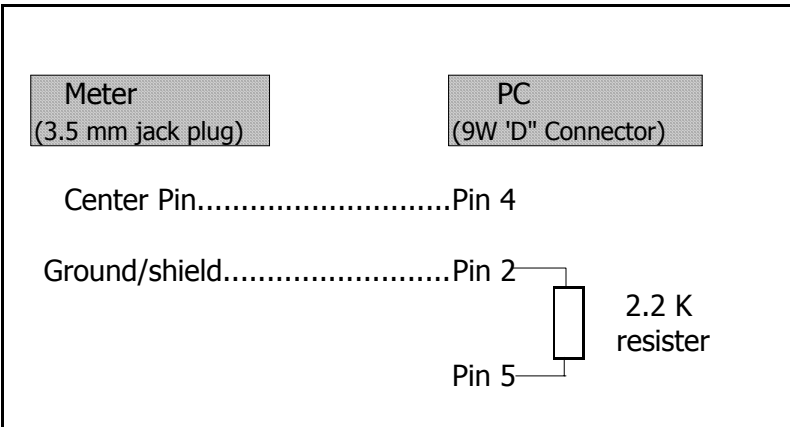 Meter PC
(3.5 mm jack plug) (9W 'D" Connector)
Center Pin.............................Pin 4
Ground/shield..........................Pin 2
2.2 K
resister
Pin 5